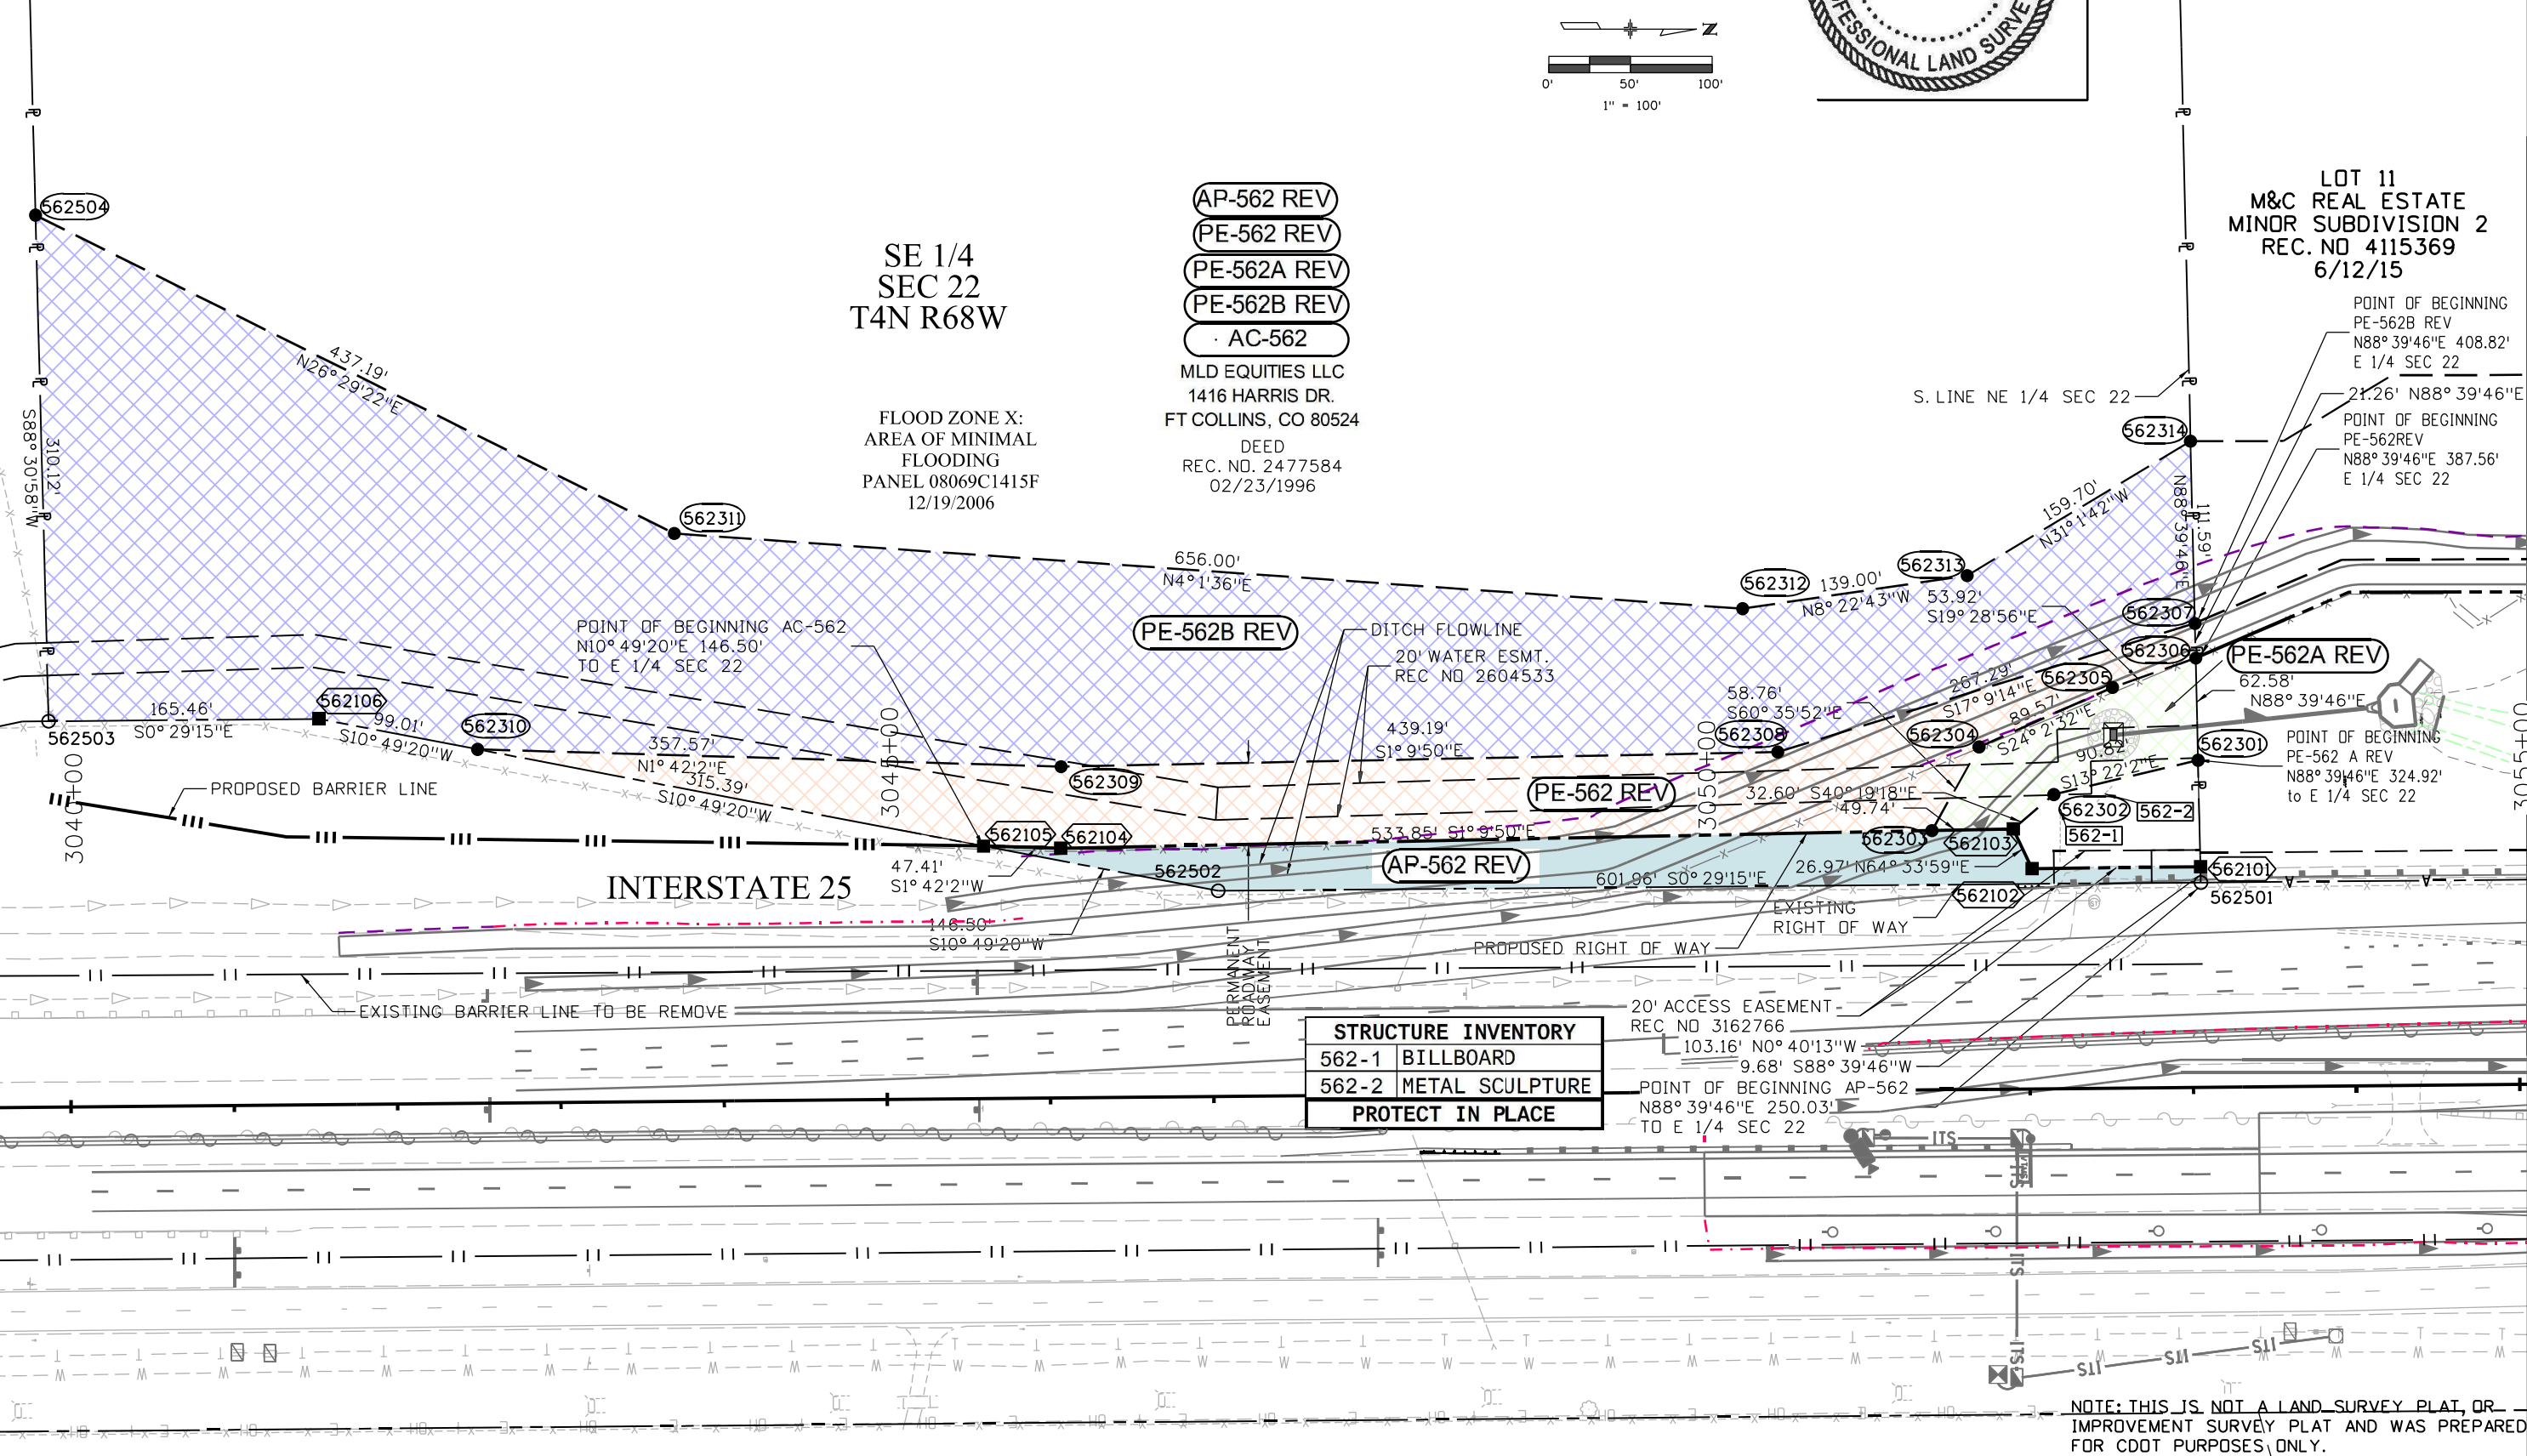 PROFESSIONAL LAND SURVE
N
0' 50' 100'
1" = 100'
562504
SE 1/4
SEC 22
T4N R68W
AP-562 REV
PE-562 REV
PE-562A REV
PE-562B REV
AC-562
MLD EQUITIES LLC
1416 HARRIS DR.
FT COLLINS, CO 80524
DEED
REC. NO. 2477584
02/23/1996
FLOOD ZONE X:
AREA OF MINIMAL
FLOODING
PANEL 08069C1415F
12/19/2006
LOT 11
M&C REAL ESTATE
MINOR SUBDIVISION 2
REC. NO 4115369
6/12/15
POINT OF BEGINNING
PE-562B REV
N88°39'46"E 408.82'
E 1/4 SEC 22
21.26' N88°39'46"E
POINT OF BEGINNING
PE-562REV
N88°39'46"E 387.56'
E 1/4 SEC 22
S. LINE NE 1/4 SEC 22
437.19'
N26°29'22"E
S88°30'58"W
310.12'
562311
656.00'
N4°1'36"E
562312
139.00'
N8°22'43"W
562313
159.70'
N31°1'42"W
562314
N88°39'46"E
111.59'
53.92'
S19°28'56"E
562307
562306
PE-562A REV
62.58'
N88°39'46"E
POINT OF BEGINNING AC-562
N10°49'20"E 146.50'
TO E 1/4 SEC 22
PE-562B REV
DITCH FLOWLINE
20' WATER ESMT.
REC NO 2604533
58.76'
S60°35'52"E
267.29'
S17°9'14"E
562305
89.57'
S24°2'32"E
165.46'
S0°29'15"E
562106
99.01'
S10°49'20"W
562310
562503
357.57'
N1°42'2"E
315.39'
S10°49'20"W
562309
439.19'
S1°9'50"E
562308
562304
90.82'
S13°22'2"E
562301
POINT OF BEGINNING
PE-562 A REV
N88°39'46"E 324.92'
to E 1/4 SEC 22
3040+00
3045+00
3050+00
3055+00
PROPOSED BARRIER LINE
PE-562 REV
32.60' S40°19'18"E
49.74'
562302
562-2
562-1
562105
562104
533.85' S1°9'50"E
562303
562103
47.41'
S1°42'2"W
INTERSTATE 25
562502
AP-562 REV
601.96' S0°29'15"E
26.97' N64°33'59"E
562101
562102
562501
146.50'
S10°49'20"W
PERMANENT
ROADWAY
EASEMENT
EXISTING
RIGHT OF WAY
PROPOSED RIGHT OF WAY
EXISTING BARRIER LINE TO BE REMOVE
20' ACCESS EASEMENT
REC NO 3162766
103.16' N0°40'13"W
9.68' S88°39'46"W
POINT OF BEGINNING AP-562
N88°39'46"E 250.03'
TO E 1/4 SEC 22
STRUCTURE INVENTORY
562-1 BILLBOARD
562-2 METAL SCULPTURE
PROTECT IN PLACE
ITS
ITS
ITS
ITS
ITS
ITS
ITS
NOTE: THIS IS NOT A LAND SURVEY PLAT, OR
IMPROVEMENT SURVEY PLAT AND WAS PREPARED
FOR CDOT PURPOSES ONLY.